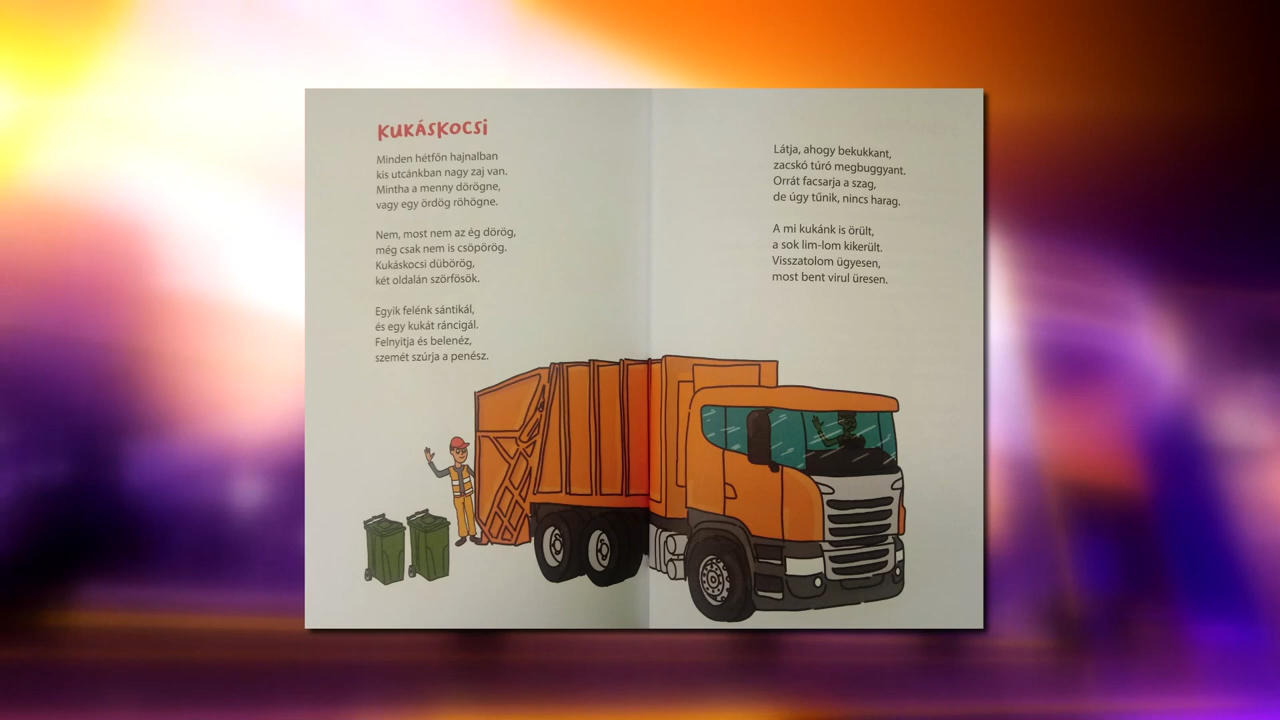 KUKÁSKOCSI
Minden hétfőn hajnalban
kis utcánkban nagy zaj van.
Mintha a menny dörögne,
vagy egy ördög röhögne.
Nem, most nem az ég dörög,
még csak nem is csöpörög.
Kukáskocsi dübörög,
két oldalán szörfösök.
Egyik felénk sántikál,
és egy kukát ráncigál.
Felnyitja és belenéz,
szemét szúrja a penész.
Látja, ahogy bekukkant,
zacskó túró megbuggyant.
Orrát facsarja a szag,
de úgy tűnik, nincs harag.
A mi kukánk is örült,
a sok lim-lom kikerült.
Visszatolom ügyesen,
most bent virul üresen.